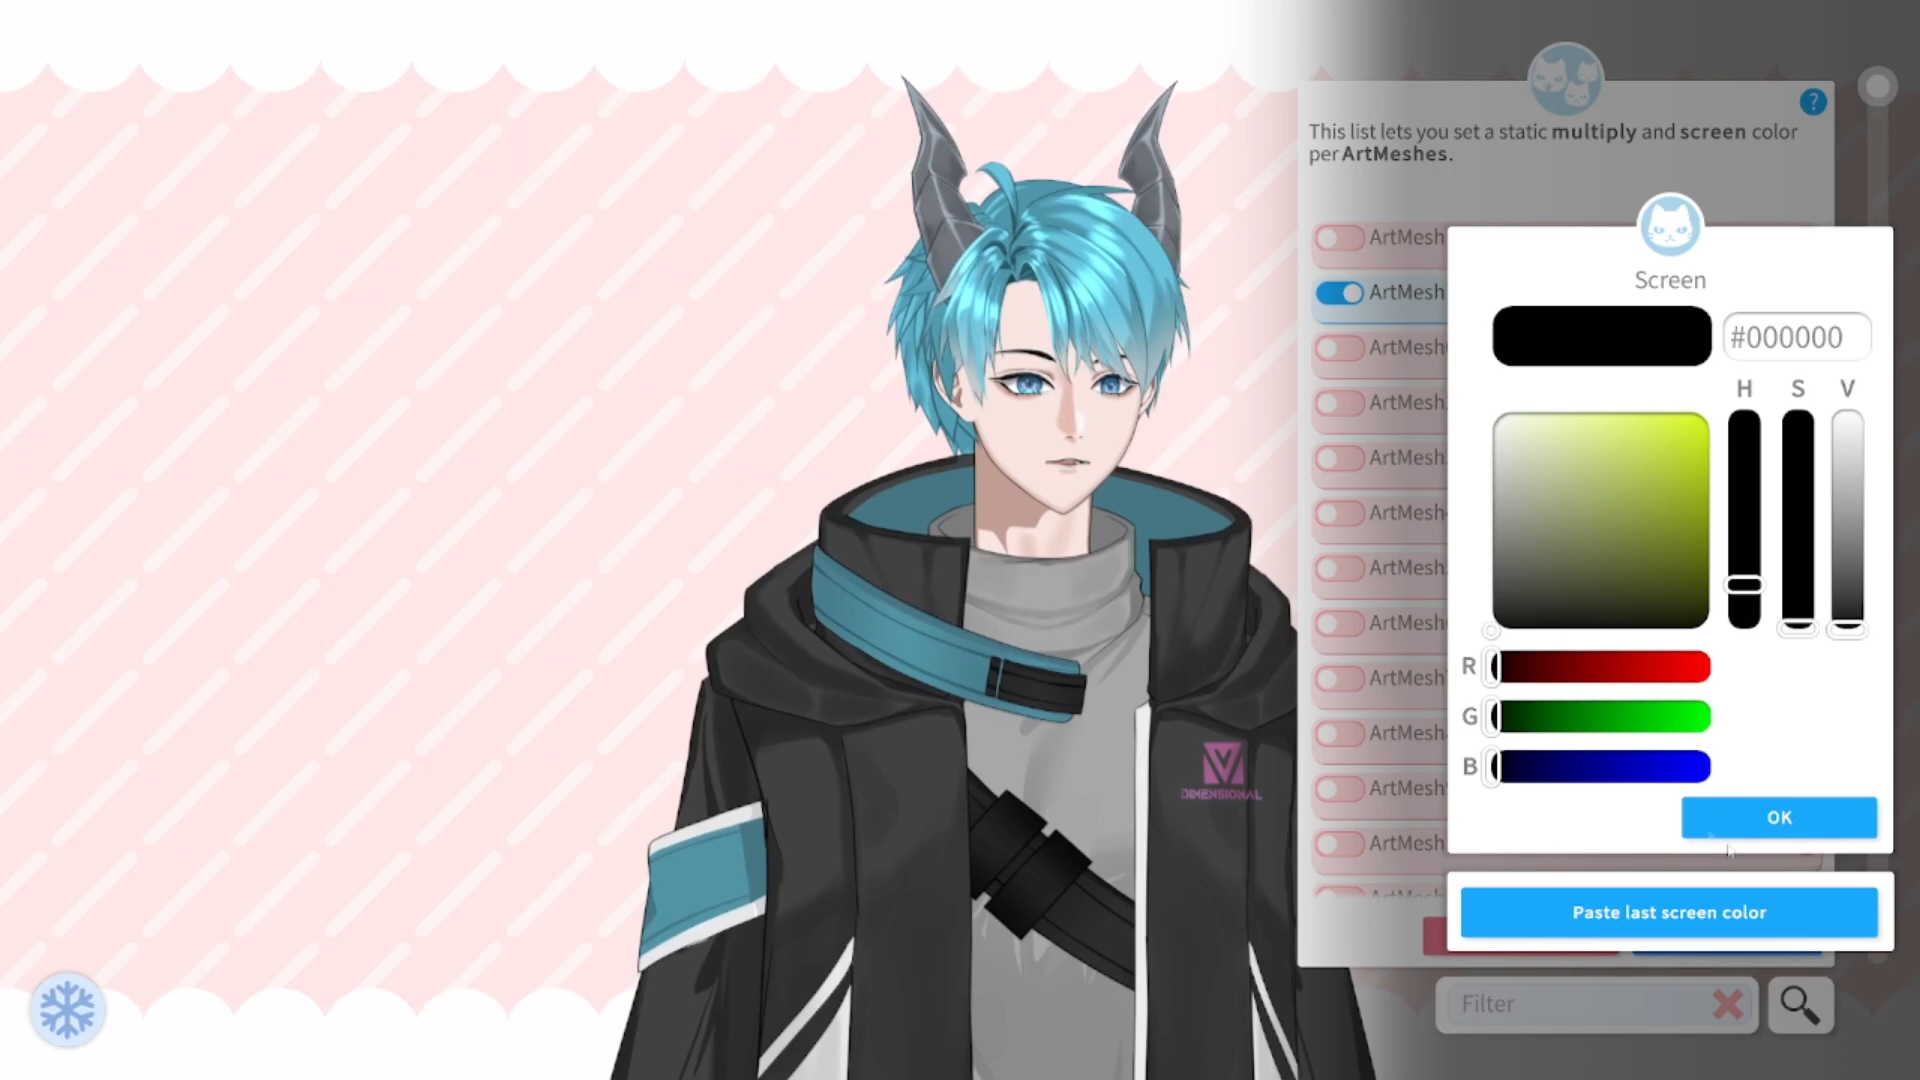 ?
This list lets you set a static multiply and screen color
per ArtMeshes.
ArtMesh
ArtMesh
ArtMesh
ArtMesh
ArtMesh
ArtMesh
ArtMesh
ArtMesh
ArtMesh
ArtMesh
ArtMesh
ArtMesh
Screen
#000000
H S V
R
G
B
OK
Paste last screen color
Filter
DIMENSIONAL